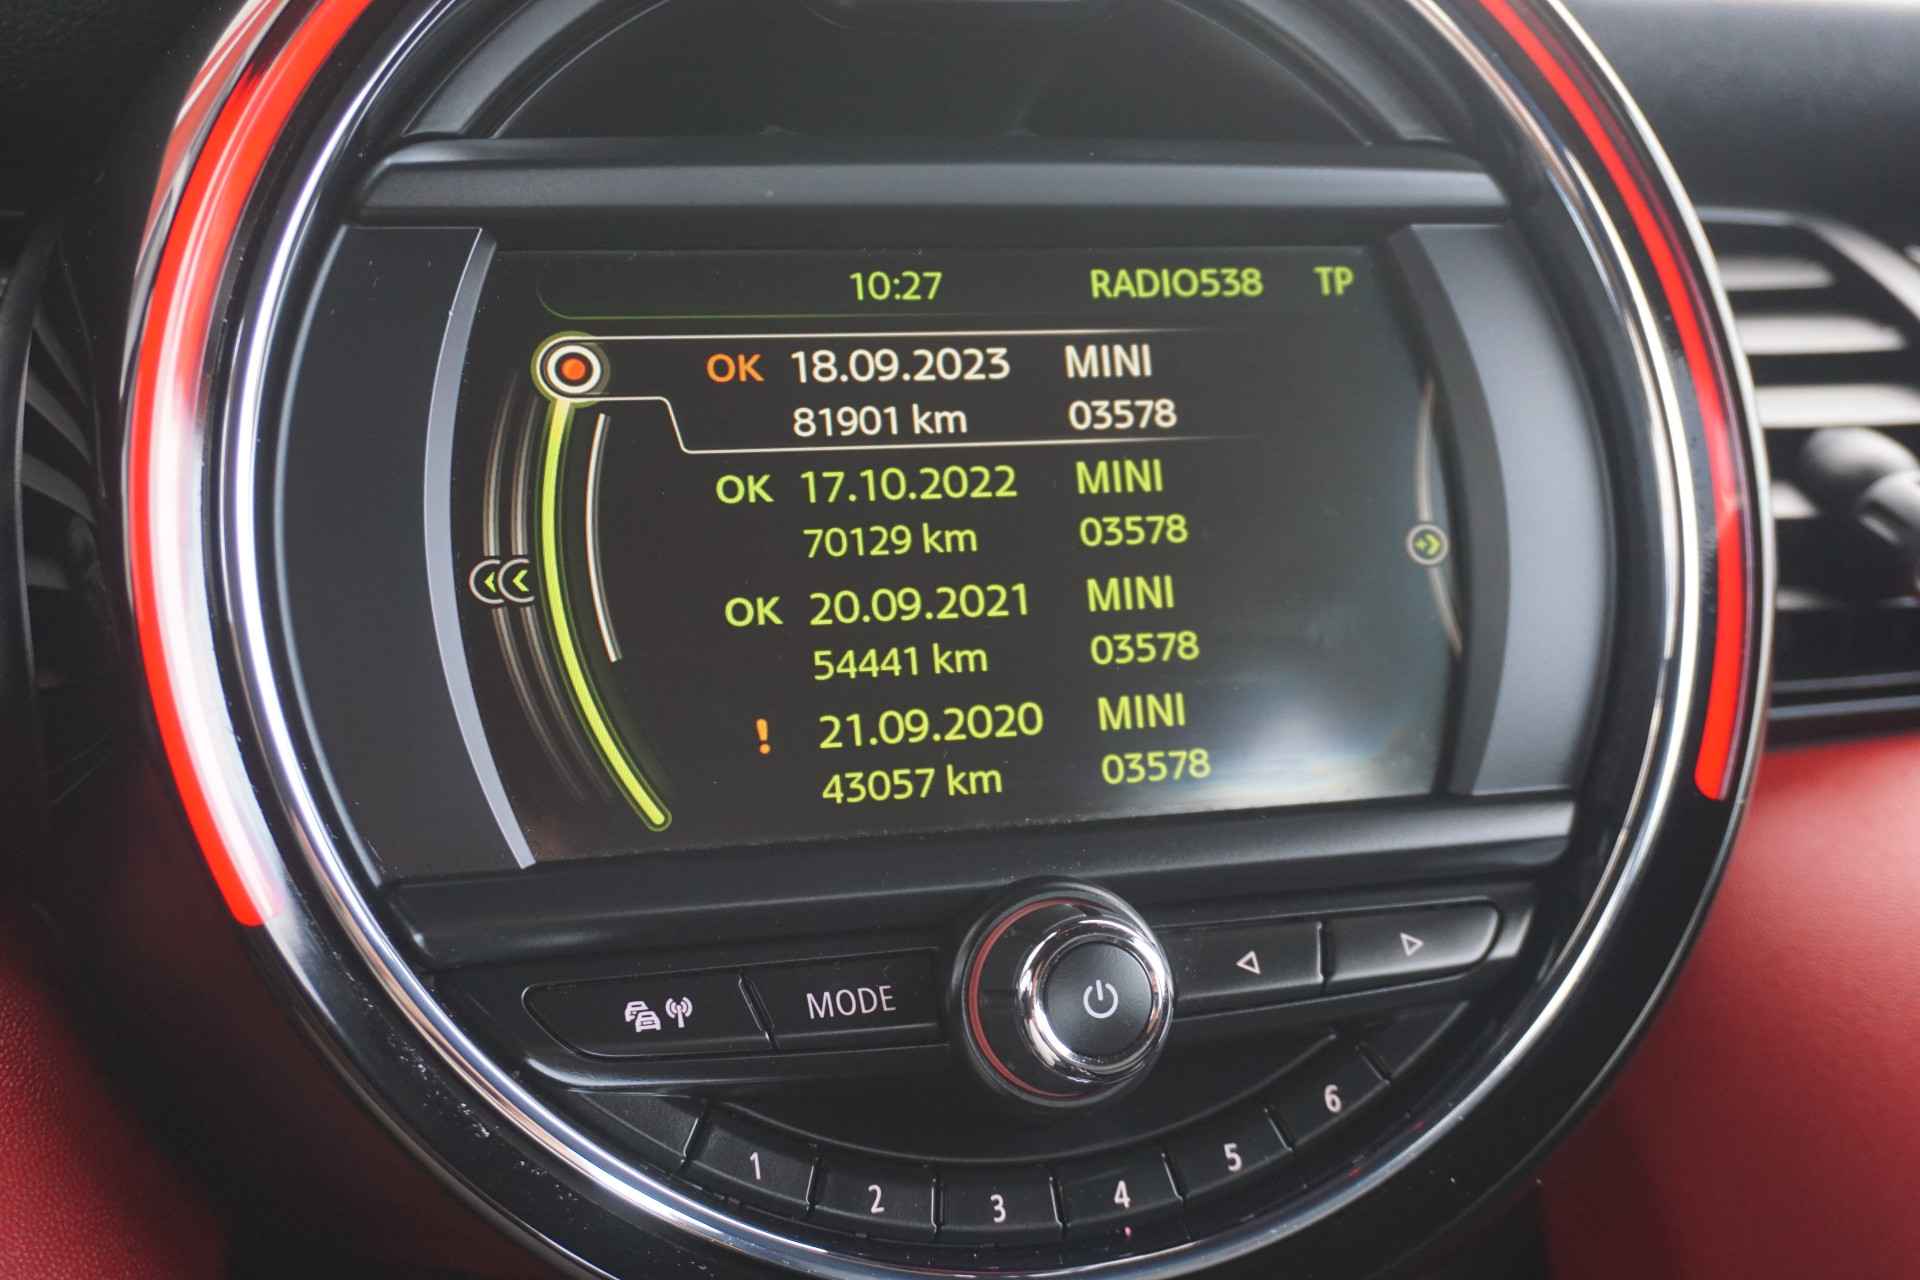 10:27 RADIO538 TP
OK 18.09.2023 MINI
81901 km 03578
OK 17.10.2022 MINI
70129 km 03578
OK 20.09.2021 MINI
54441 km 03578
! 21.09.2020 MINI
43057 km 03578
MODE
1 2 3 4 5 6